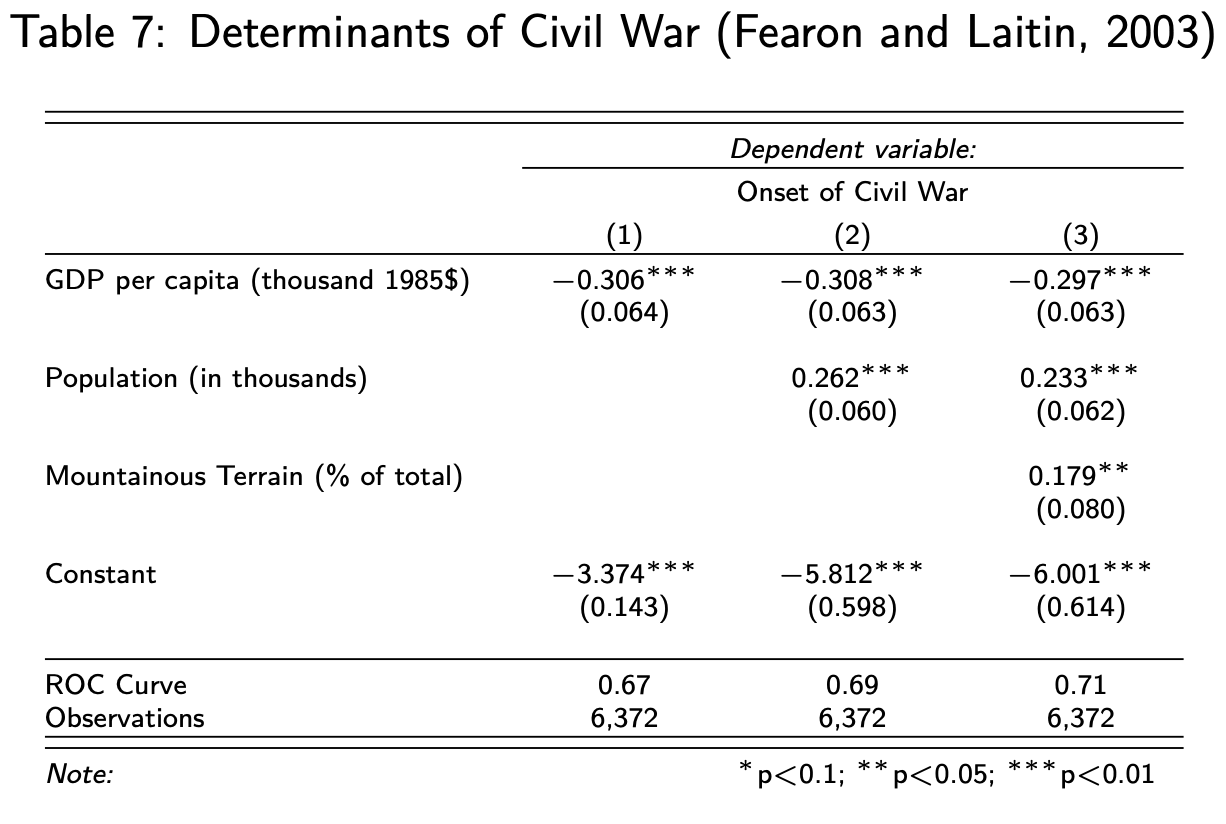 Table 7: Determinants of Civil War (Fearon and Laitin, 2003)
Dependent variable:
Onset of Civil War
(1) (2) (3)
GDP per capita (thousand 1985$) −0.306*** −0.308*** −0.297***
(0.064) (0.063) (0.063)
Population (in thousands) 0.262*** 0.233***
(0.060) (0.062)
Mountainous Terrain (% of total) 0.179**
(0.080)
Constant −3.374*** −5.812*** −6.001***
(0.143) (0.598) (0.614)
ROC Curve 0.67 0.69 0.71
Observations 6,372 6,372 6,372
Note: *p<0.1; **p<0.05; ***p<0.01